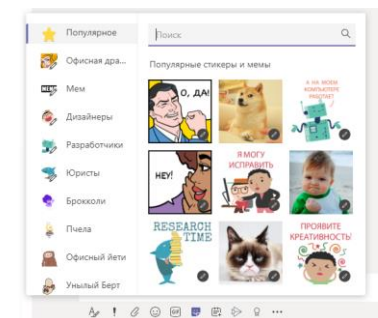 Популярное
Офисная дра...
Мем
Дизайнеры
Разработчики
Юристы
Брокколи
Пчела
Офисный йети
Унылый Берт
Поиск
Популярные стикеры и мемы
О, ДА!
А НА МОЕМ
КОМПЬЮТЕРЕ
РАБОТАЕТ
HEY!
Я МОГУ
ИСПРАВИТЬ
RESEARCH
TIME
ПРОЯВИТЕ
КРЕАТИВНОСТЬ!
GIF